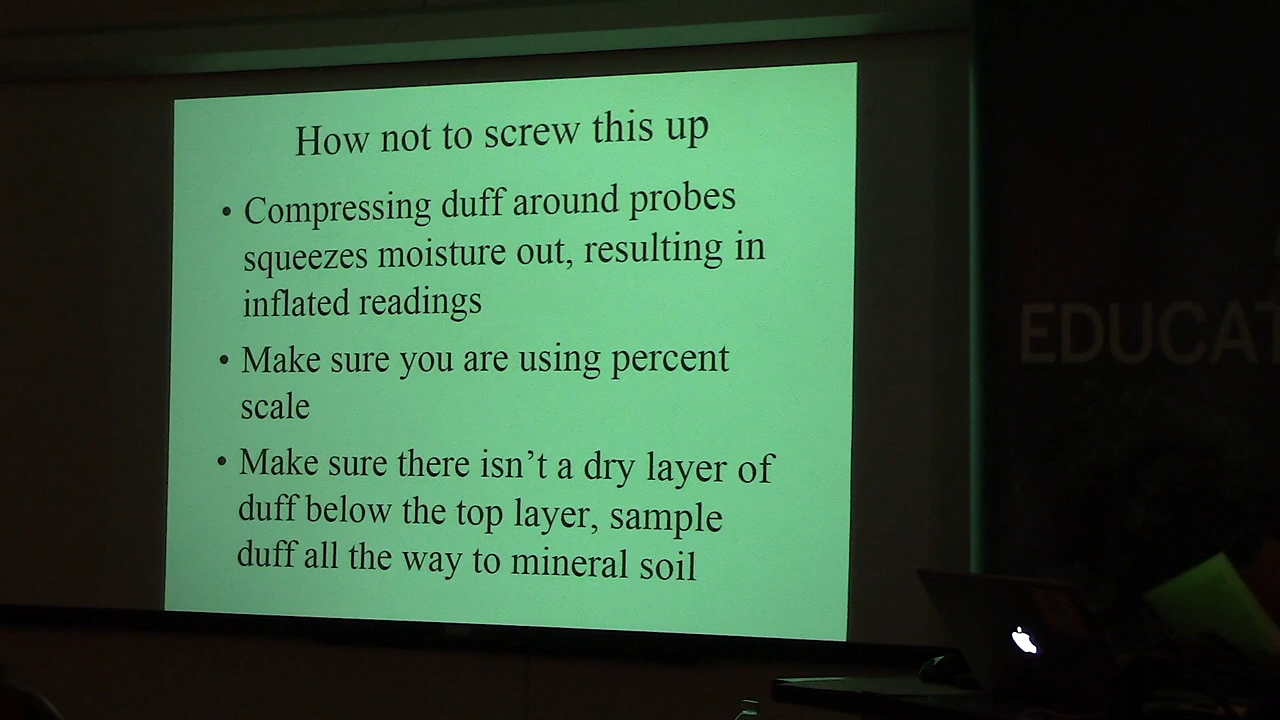 How not to screw this up
• Compressing duff around probes
squeezes moisture out, resulting in
inflated readings
• Make sure you are using percent
scale
• Make sure there isn’t a dry layer of
duff below the top layer, sample
duff all the way to mineral soil
EDUCAT